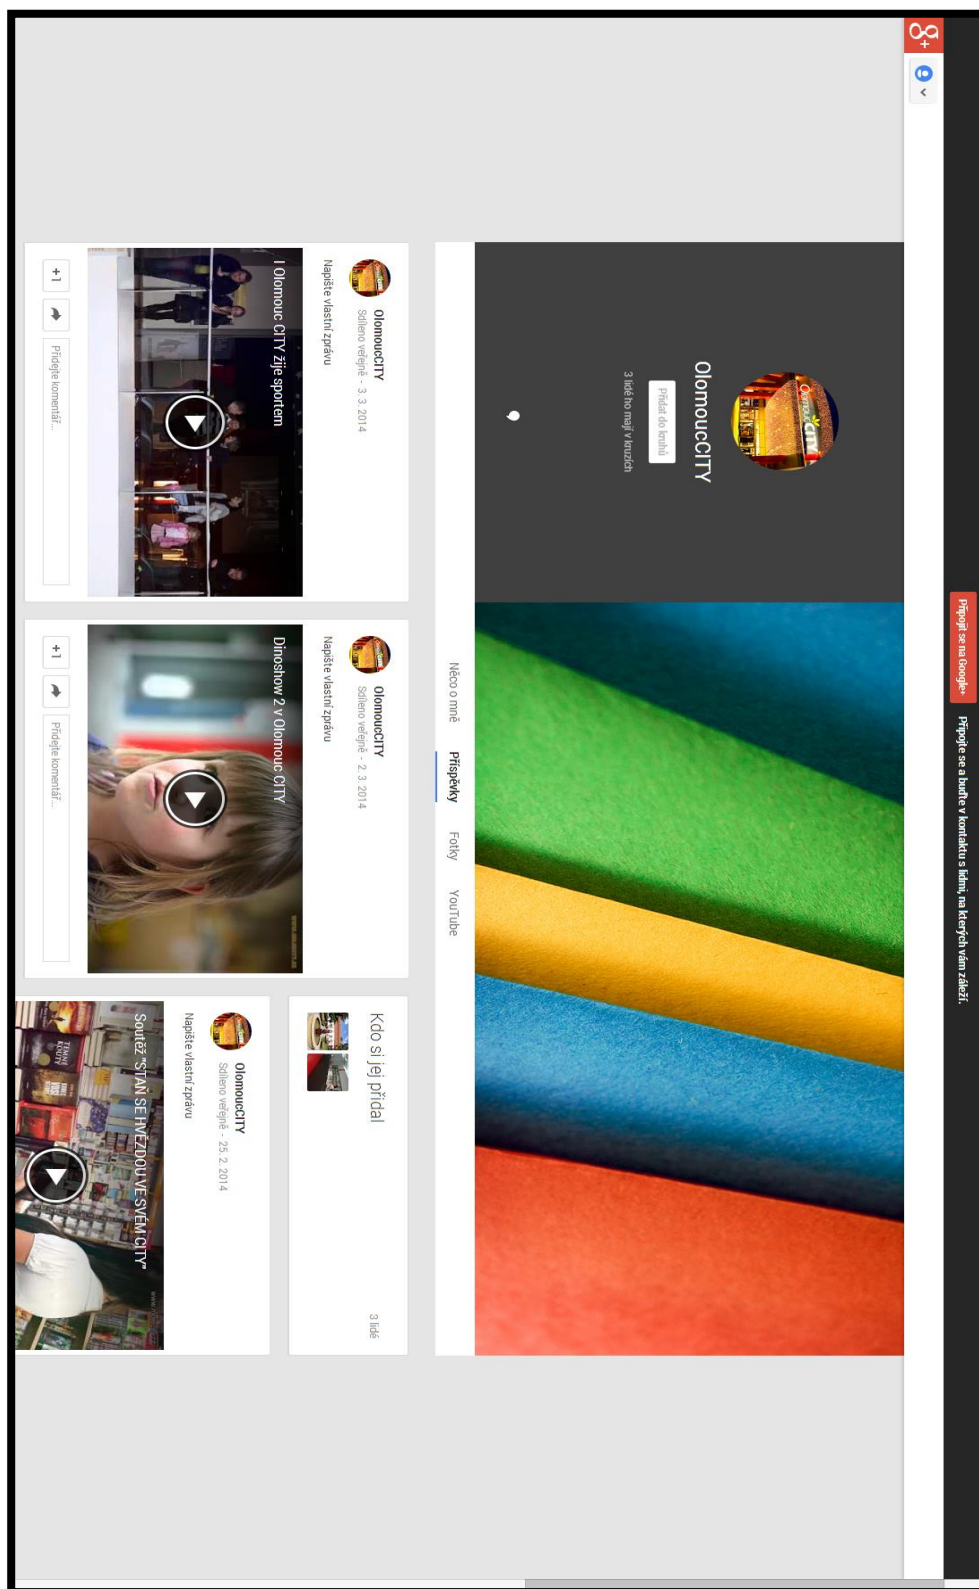 Připojit se na Google+
Připojte se a buďte v kontaktu s lidmi, na kterých vám záleží.
g+
OlomoucCITY
OlomoucCITY
Přidat do kruhů
3 lidé ho mají v kruzích
Něco o mně
Příspěvky
Fotky
YouTube
OlomoucCITY
Sdíleno veřejně - 3. 3. 2014
Napište vlastní zprávu
I Olomouc CITY žije sportem
+1
Přidejte komentář...
OlomoucCITY
Sdíleno veřejně - 2. 3. 2014
Napište vlastní zprávu
Dinoshow 2 v Olomouc CITY
+1
Přidejte komentář...
Kdo si jej přidal
3 lidé
OlomoucCITY
Sdíleno veřejně - 25. 2. 2014
Napište vlastní zprávu
Soutěž "STAŇ SE HVĚZDOU VE SVÉM CITY"
TEMNÉ
KOUTY